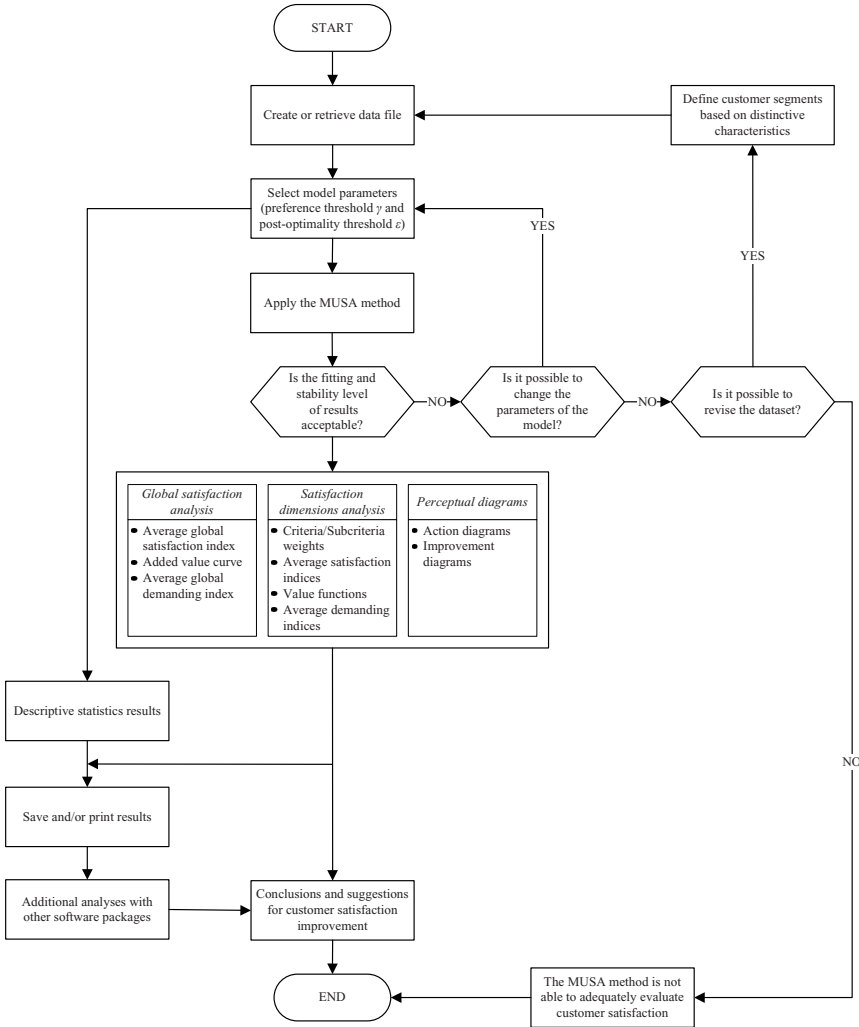 START
Create or retrieve data file
Define customer segments
based on distinctive
characteristics
Select model parameters
(preference threshold γ and
post-optimality threshold ε)
YES
YES
Apply the MUSA method
Is the fitting and
stability level
of results
acceptable?
NO
Is it possible to
change the
parameters of the
model?
NO
Is it possible to
revise the dataset?
Global satisfaction
analysis
• Average global
satisfaction index
• Added value curve
• Average global
demanding index
Satisfaction
dimensions analysis
• Criteria/Subcriteria
weights
• Average satisfaction
indices
• Value functions
• Average demanding
indices
Perceptual diagrams
• Action diagrams
• Improvement
diagrams
Descriptive statistics results
NO
Save and/or print results
Additional analyses with
other software packages
Conclusions and suggestions
for customer satisfaction
improvement
END
The MUSA method is not
able to adequately evaluate
customer satisfaction